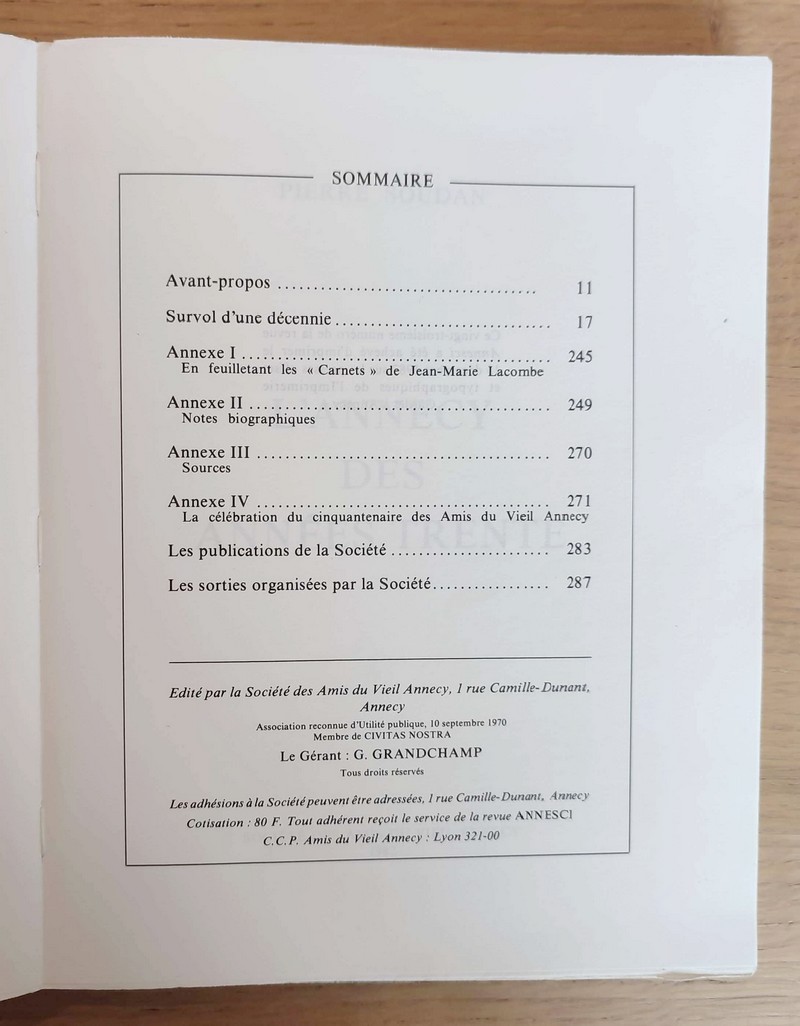 SOMMAIRE
Avant-propos .................................... 11
Survol d'une décennie .............................. 17
Annexe I ........................................... 245
En feuilletant les « Carnets » de Jean-Marie Lacombe
Annexe II .......................................... 249
Notes biographiques
Annexe III ......................................... 270
Sources
Annexe IV ......................................... 271
La célébration du cinquantenaire des Amis du Vieil Annecy
Les publications de la Société ...................... 283
Les sorties organisées par la Société ................. 287
Edité par la Société des Amis du Vieil Annecy, 1 rue Camille-Dunant,
Annecy
Association reconnue d'Utilité publique, 10 septembre 1970
Membre de CIVITAS NOSTRA
Le Gérant : G. GRANDCHAMP
Tous droits réservés
Les adhésions à la Société peuvent être adressées, 1 rue Camille-Dunant, Annecy
Cotisation : 80 F. Tout adhérent reçoit le service de la revue ANNESCI
C.C.P. Amis du Vieil Annecy : Lyon 321-00